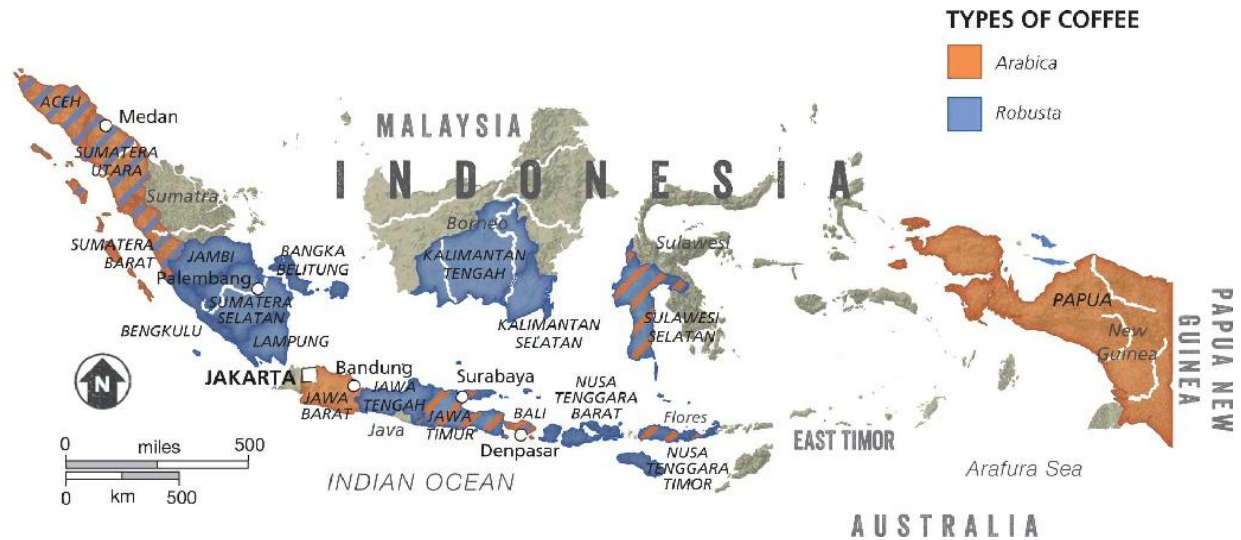 TYPES OF COFFEE
Arabica
Robusta
ACEH
Medan
MALAYSIA
SUMATERA
UTARA
INDONESIA
Sumatra
Borneo
Sulawesi
SUMATERA
BARAT
JAMBI
BANGKA
BELITUNG
KALIMANTAN
TENGAH
Palembang
SUMATERA
SELATAN
PAPUA
New
Guinea
PAPUA NEW
GUINEA
BENGKULU
LAMPUNG
KALIMANTAN
SELATAN
SULAWESI
SELATAN
N
JAKARTA
Bandung
JAWA
BARAT
JAWA
TENGAH
Java
Surabaya
JAWA
TIMUR
BALI
Denpasar
NUSA
TENGGARA
BARAT
Flores
NUSA
TENGGARA
TIMOR
EAST TIMOR
Arafura Sea
0 miles 500
0 km 500
INDIAN OCEAN
AUSTRALIA